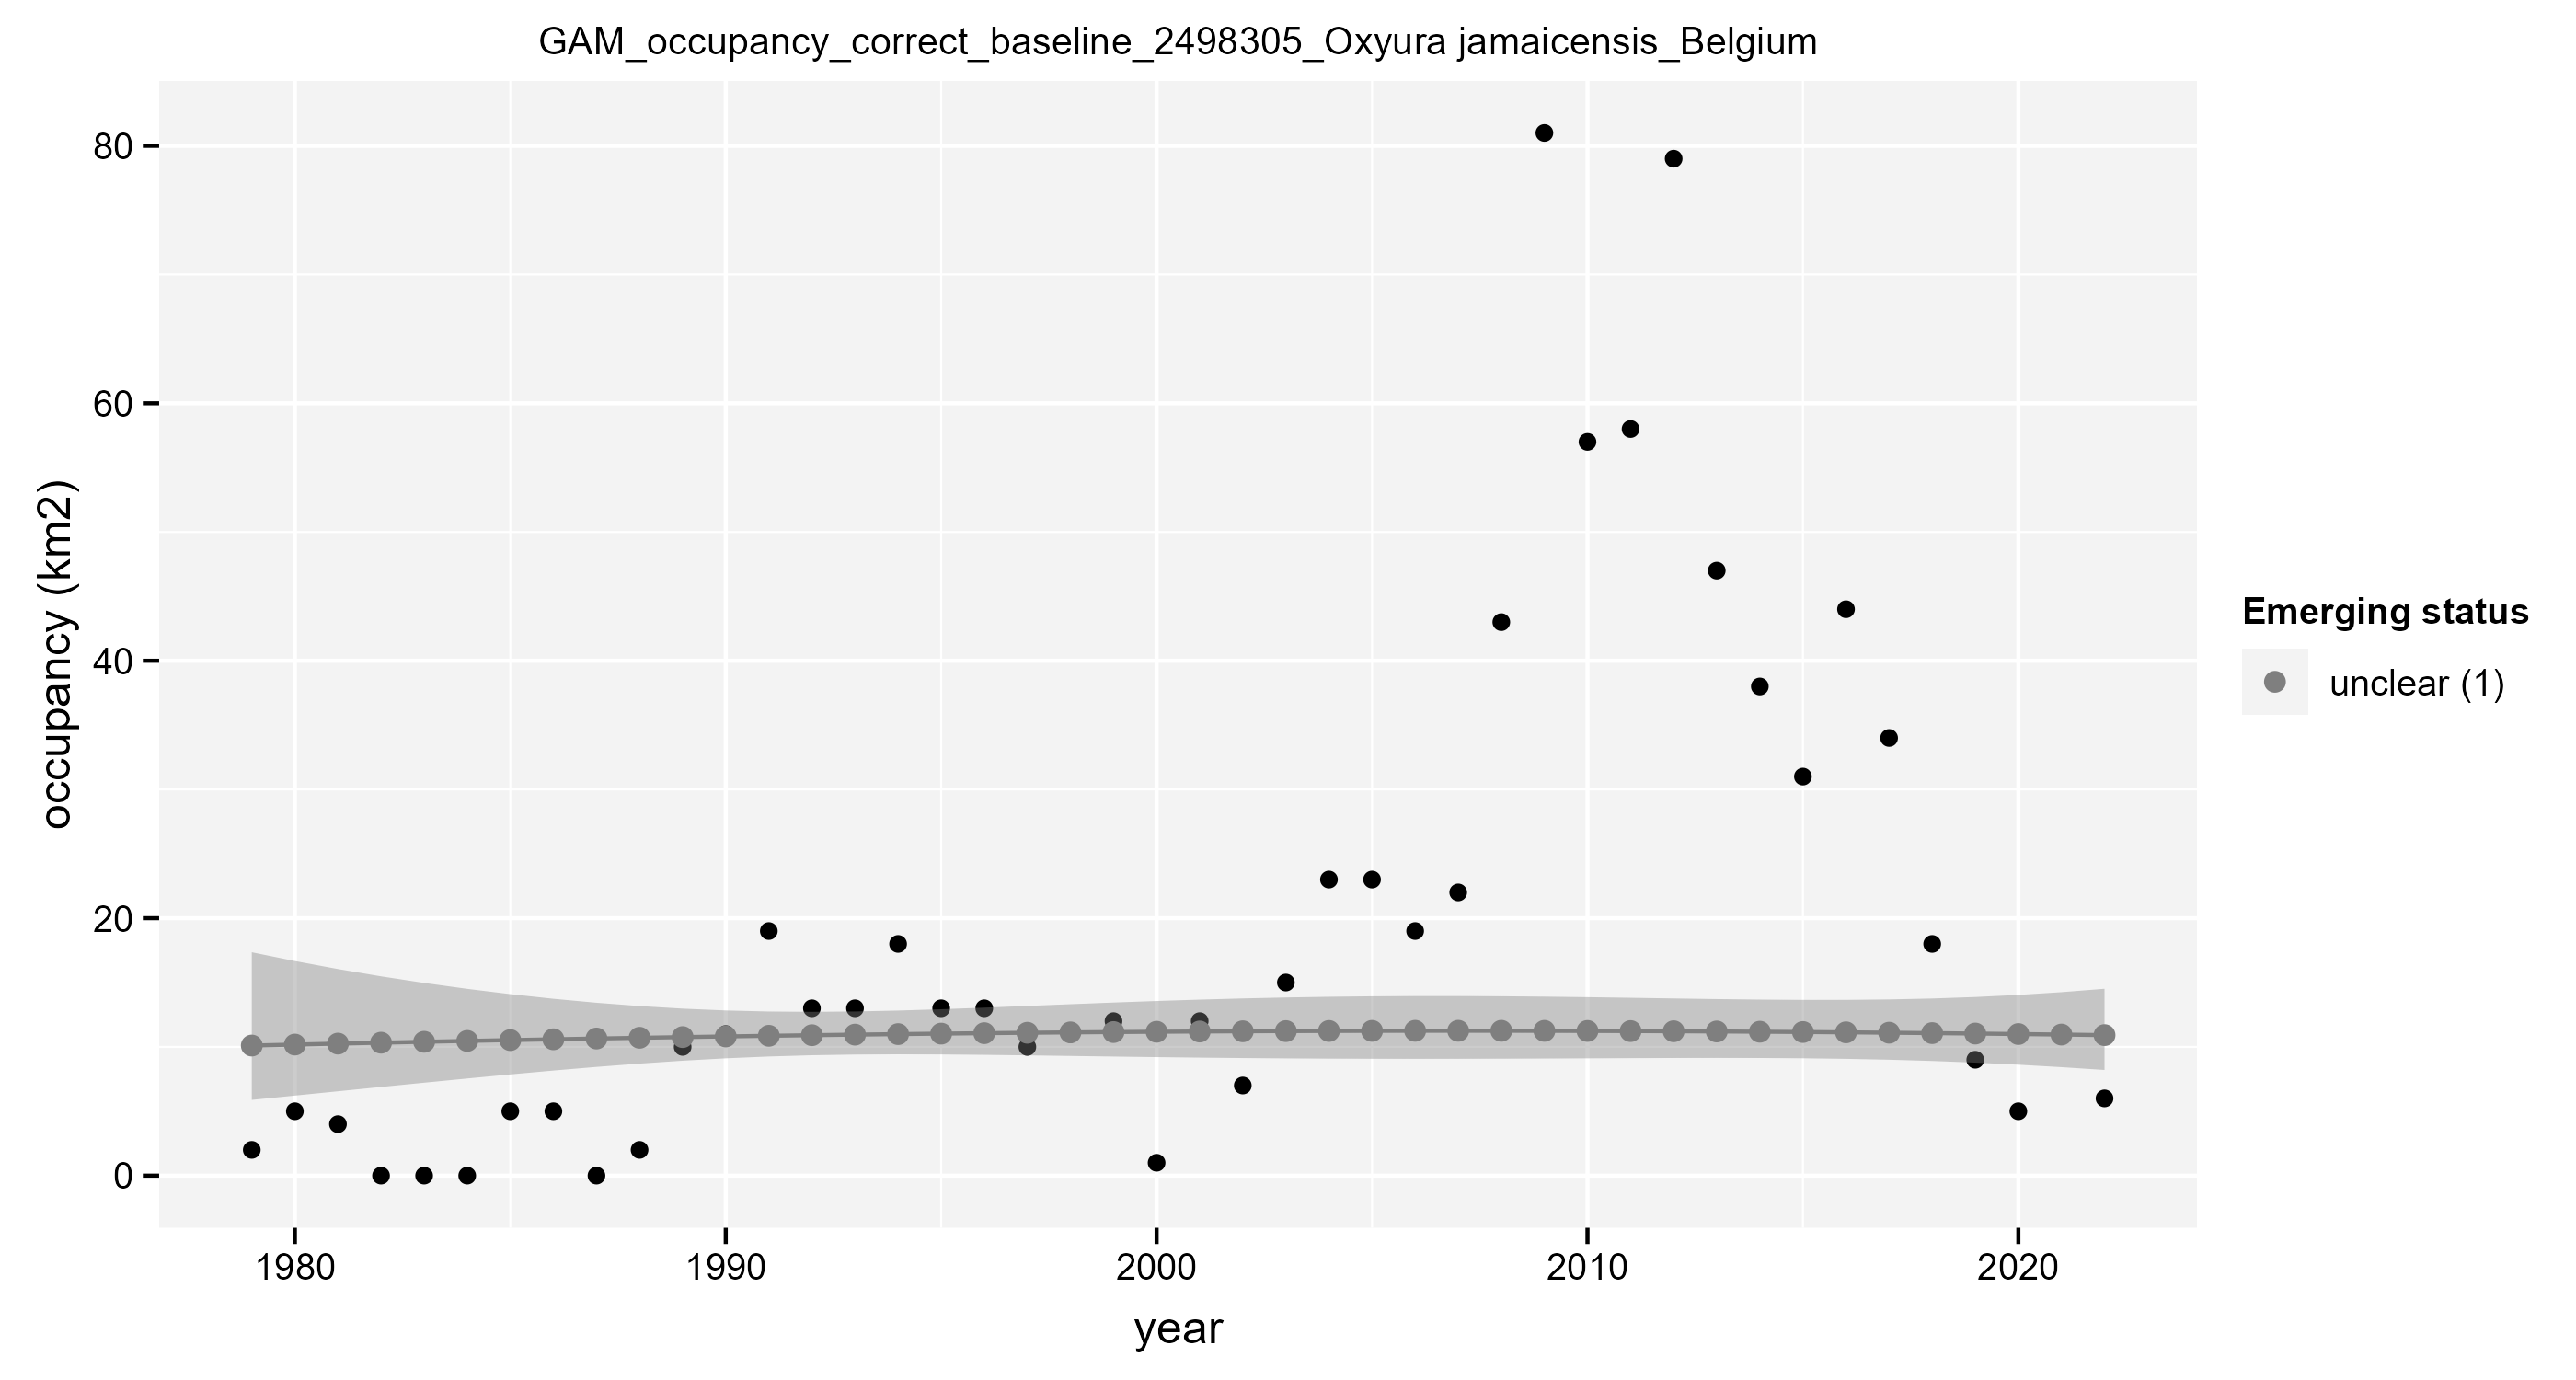 GAM_occupancy_correct_baseline_2498305_Oxyura jamaicensis_Belgium
occupancy (km2)
80
60
40
20
0
1980 1990 2000 2010 2020
year
Emerging status
unclear (1)